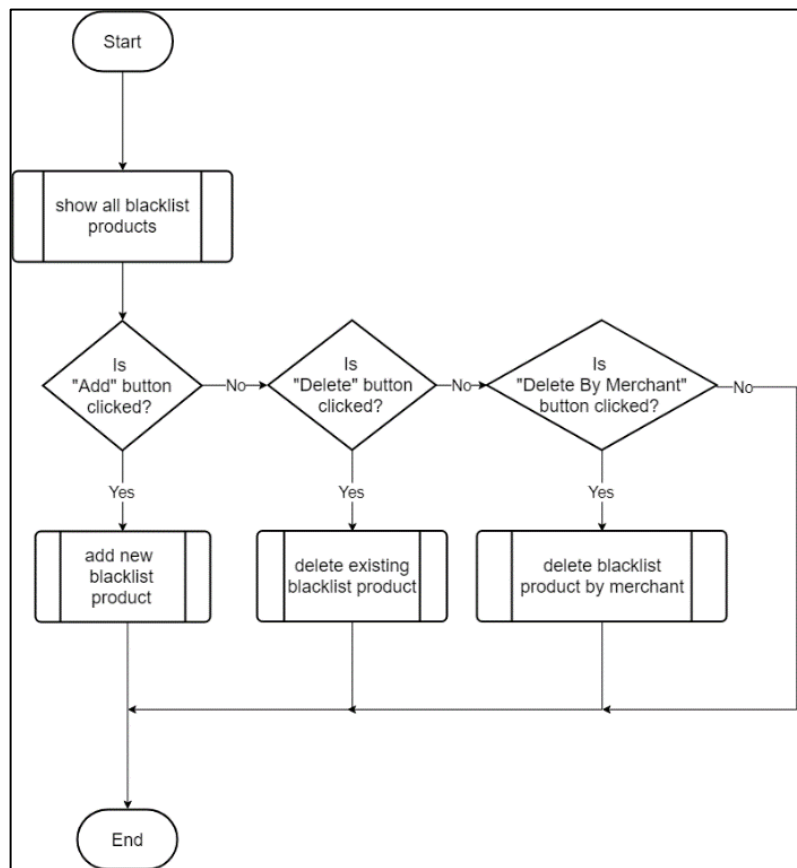 Start
show all blacklist
products
Is
"Add" button
clicked?
No
Is
"Delete" button
clicked?
No
Is
"Delete By Merchant"
button clicked?
No
Yes
Yes
Yes
add new
blacklist
product
delete existing
blacklist product
delete blacklist
product by merchant
End